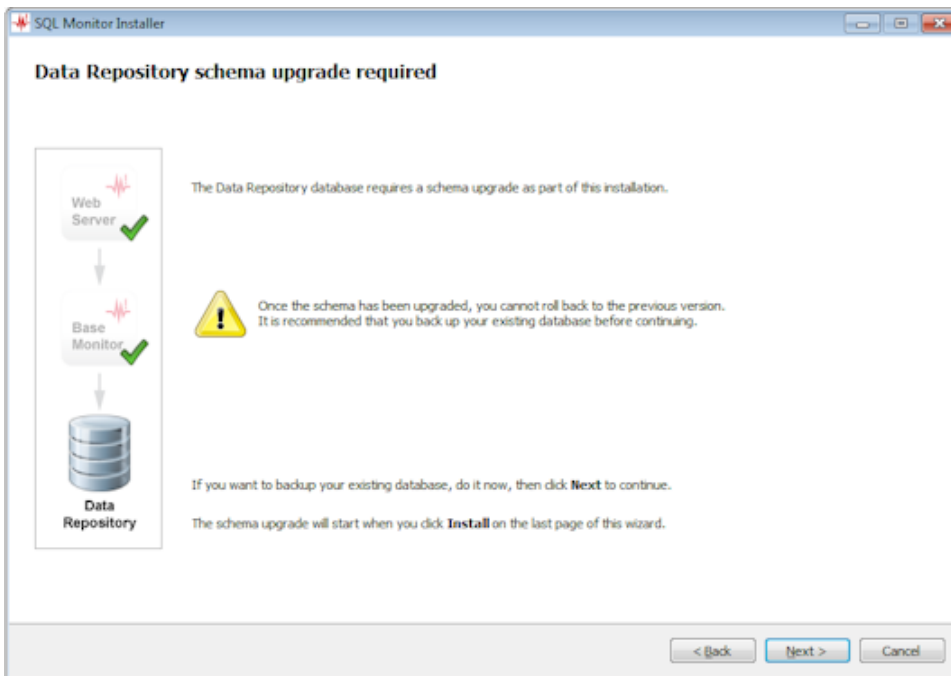 SQL Monitor Installer
Data Repository schema upgrade required
Web
Server
Base
Monitor
Data
Repository
The Data Repository database requires a schema upgrade as part of this installation.
Once the schema has been upgraded, you cannot roll back to the previous version.
It is recommended that you back up your existing database before continuing.
If you want to backup your existing database, do it now, then click Next to continue.
The schema upgrade will start when you click Install on the last page of this wizard.
< Back
Next >
Cancel